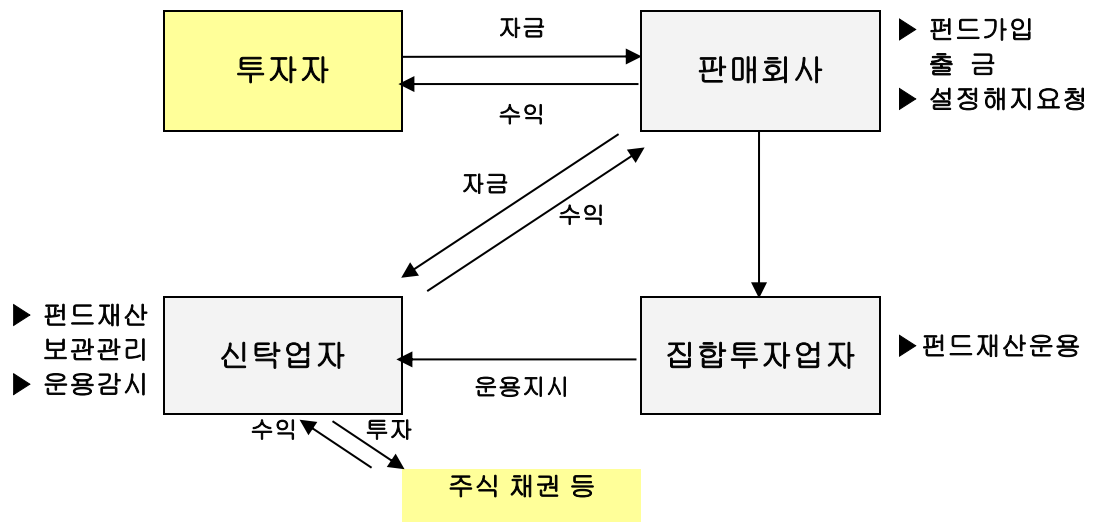 자금
투자자
판매회사
▶ 펀드가입
출 금
▶ 설정해지요청
수익
자금
수익
▶ 펀드재산
보관관리
▶ 운용감시
신탁업자
운용지시
집합투자업자
▶ 펀드재산운용
수익
투자
주식 채권 등